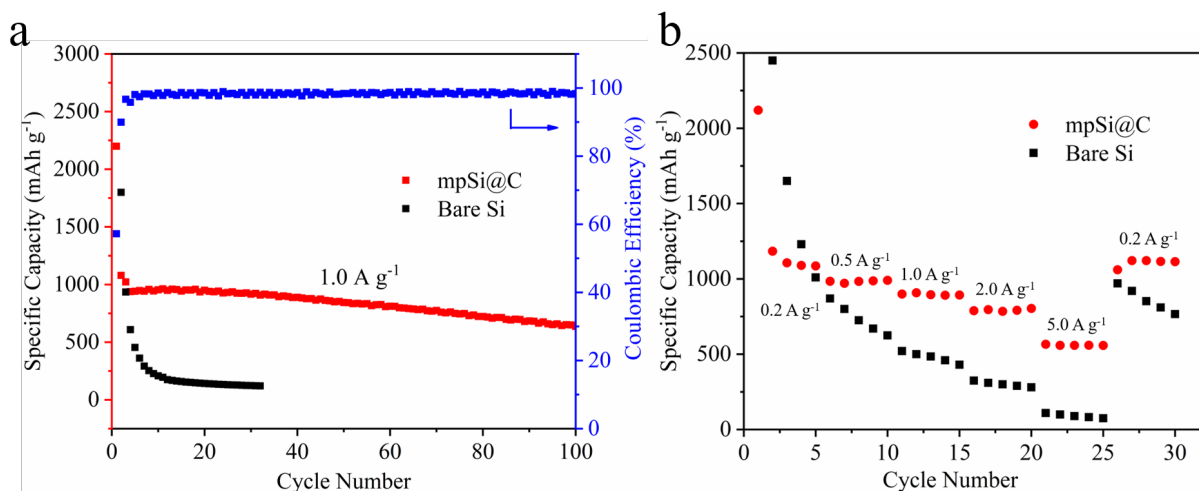 a
3000
2500
2000
1500
1000
500
0
Specific Capacity (mAh g-1)
100
80
60
40
20
0
Coulombic Efficiency (%)
mpSi@C
Bare Si
1.0 A g-1
0 20 40 60 80 100
Cycle Number
b
2500
2000
1500
1000
500
0
Specific Capacity (mAh g-1)
mpSi@C
Bare Si
0.2 A g-1
0.5 A g-1
1.0 A g-1
2.0 A g-1
5.0 A g-1
0.2 A g-1
0 5 10 15 20 25 30
Cycle Number